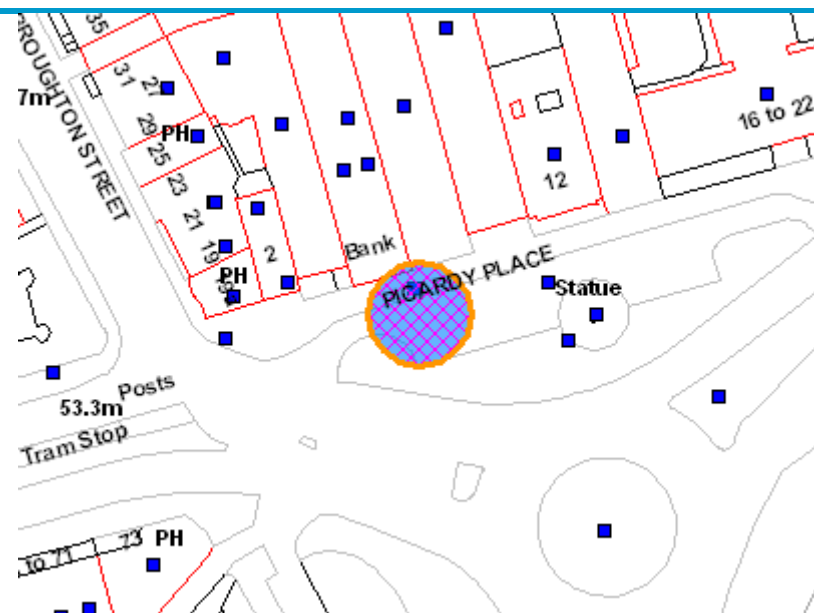 35
ROUGHTON STREET
31
27
7m
29
PH
25
23
21
19
PH
2
Bank
12
16 to 22
PICARDY PLACE
Statue
Posts
53.3m
Tram Stop
to 71
73
PH